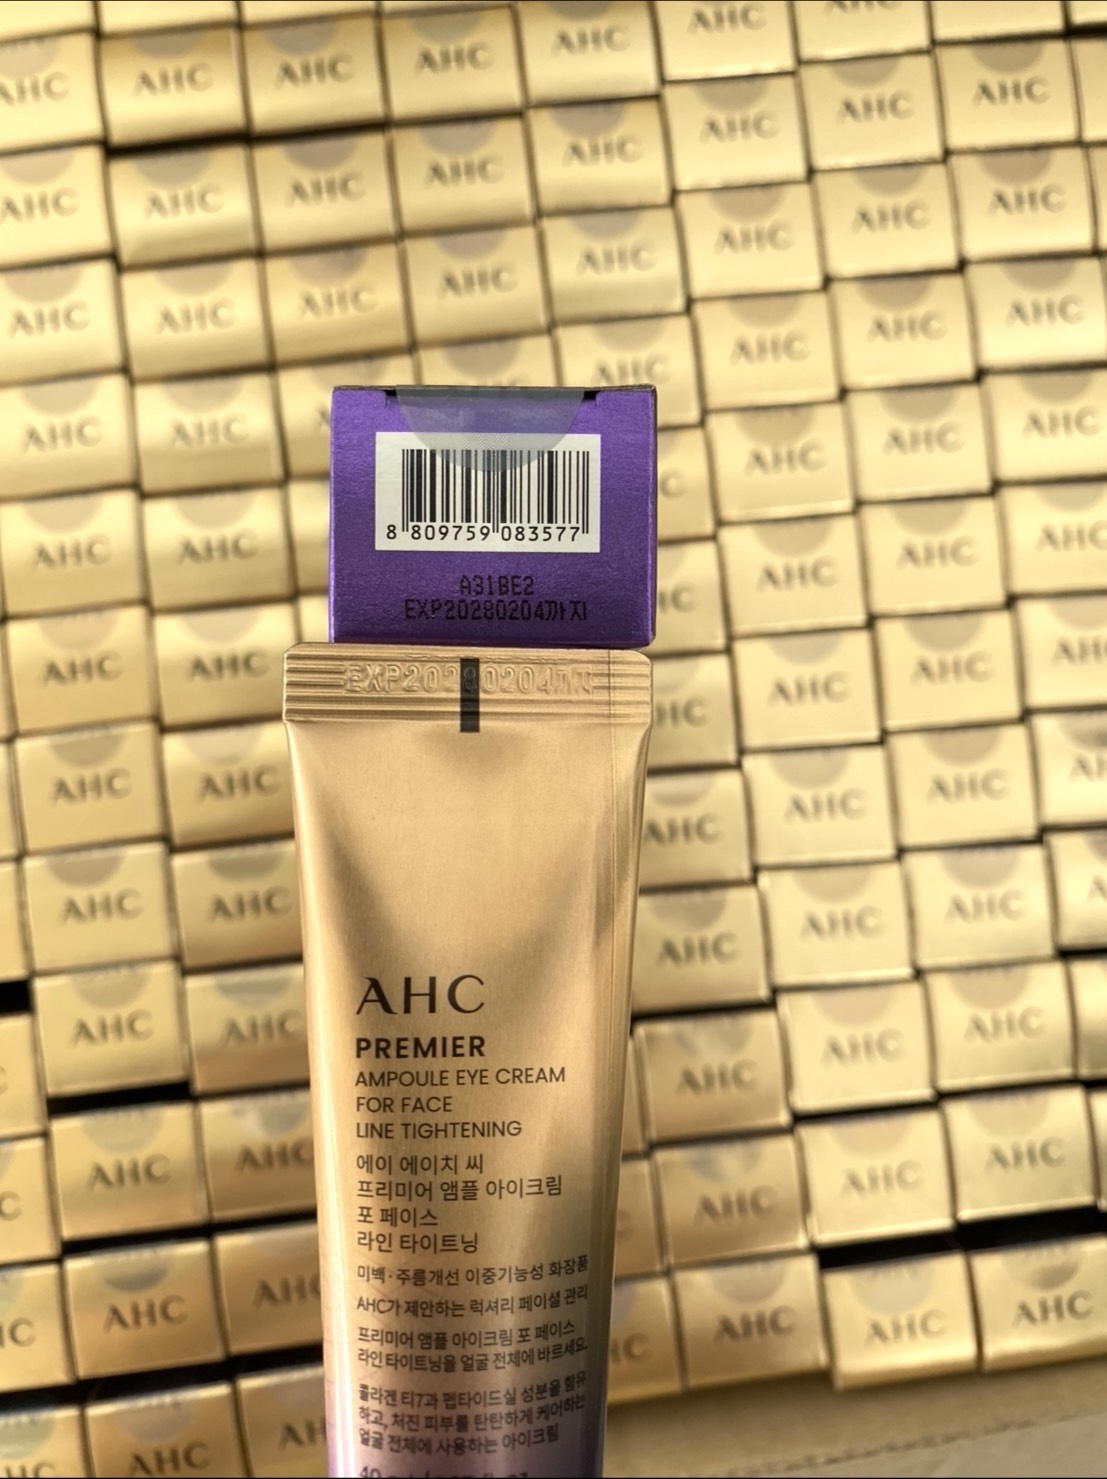 8 809759 083577
A31BE2
EXP20280204까지
EXP20280204까지
AHC
PREMIER
AMPOULE EYE CREAM
FOR FACE
LINE TIGHTENING
에이 에이치 씨
프리미어 앰플 아이크림
포 페이스
라인 타이트닝
미백·주름개선 이중기능성 화장품
AHC가 제안하는 럭셔리 페이셜 관리
프리미어 앰플 아이크림 포 페이스
라인 타이트닝을 얼굴 전체에 바르세요.
콜라겐 티7과 펩타이드실 성분을 함유
하고, 처진 피부를 탄탄하게 케어하는
얼굴 전체에 사용하는 아이크림